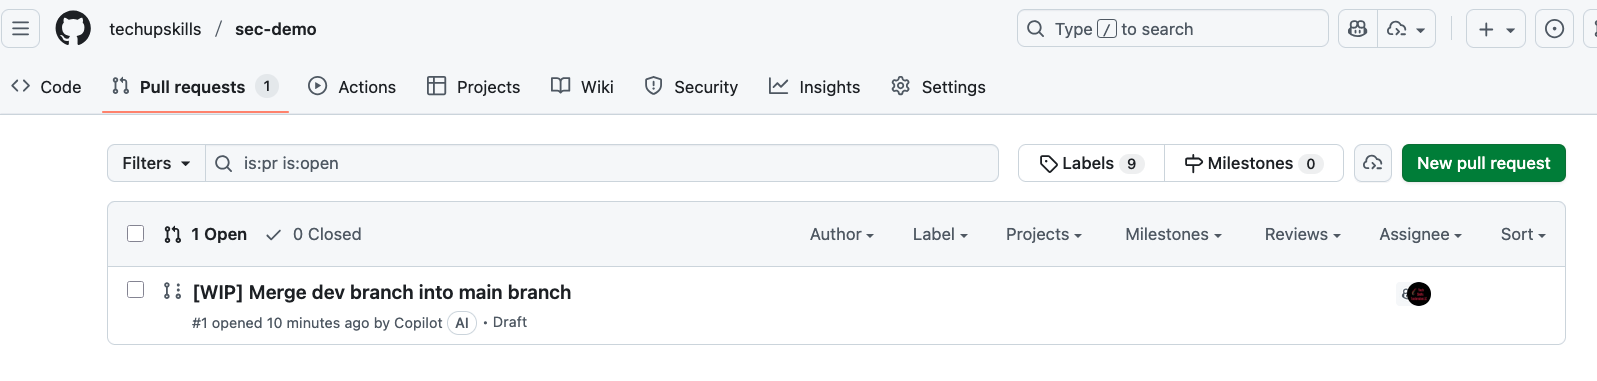 techupskills / sec-demo
Type / to search
Code
Pull requests 1
Actions
Projects
Wiki
Security
Insights
Settings
Filters
is:pr is:open
Labels 9
Milestones 0
New pull request
1 Open
0 Closed
Author
Label
Projects
Milestones
Reviews
Assignee
Sort
[WIP] Merge dev branch into main branch
#1 opened 10 minutes ago by Copilot AI • Draft